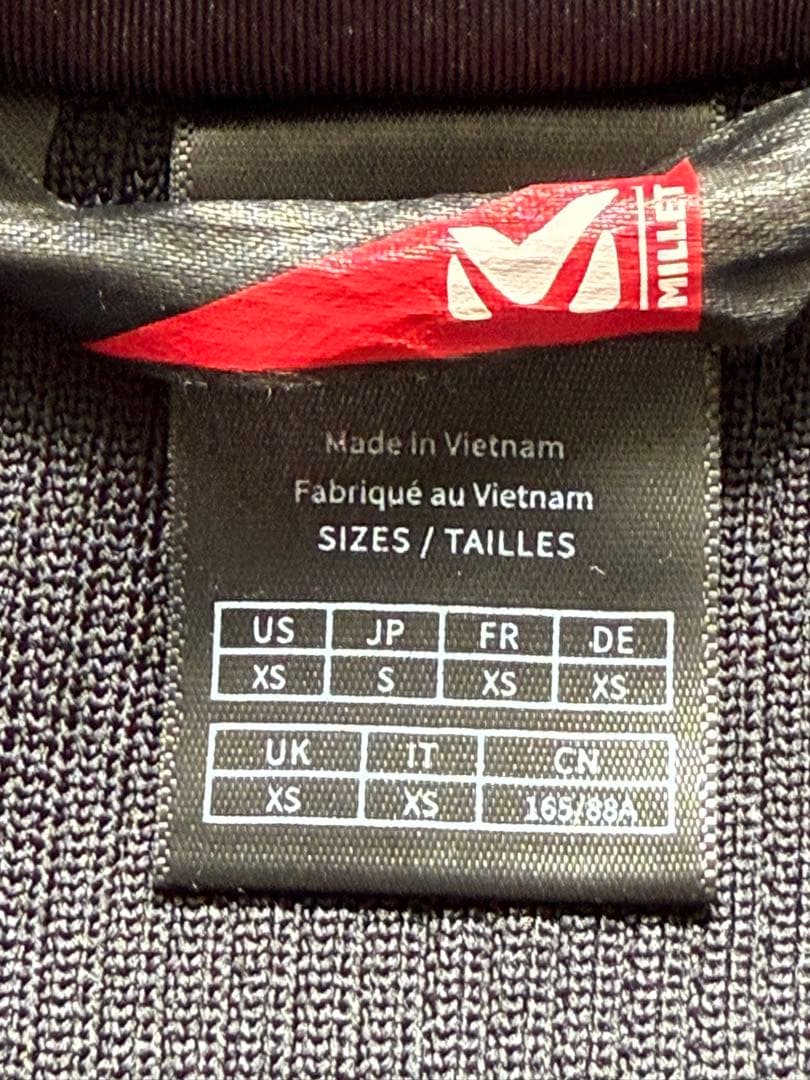 MILLET
Made in Vietnam
Fabriqué au Vietnam
SIZES / TAILLES
US JP FR DE
XS S XS XS
UK IT CN
XS XS 165/88A